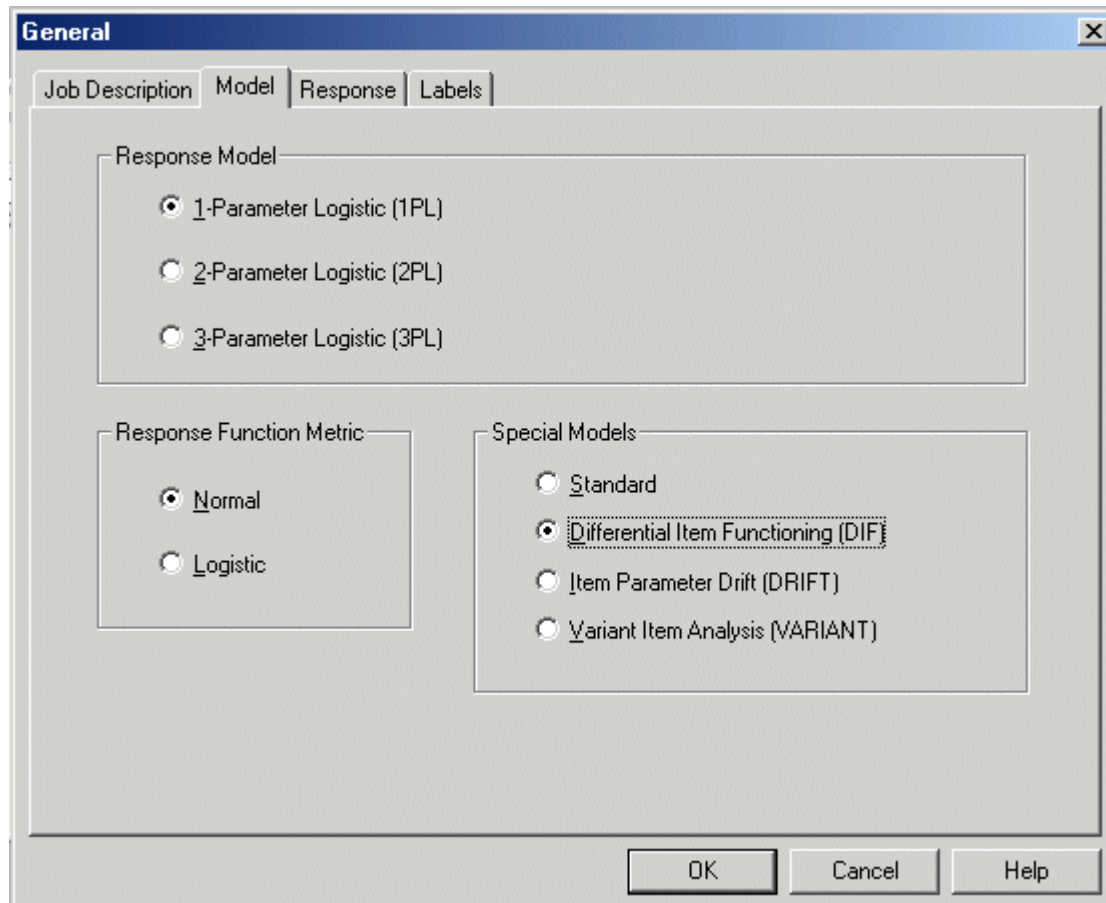 General
Job Description Model Response Labels
Response Model
1-Parameter Logistic (1PL)
2-Parameter Logistic (2PL)
3-Parameter Logistic (3PL)
Response Function Metric
Normal
Logistic
Special Models
Standard
Differential Item Functioning (DIF)
Item Parameter Drift (DRIFT)
Variant Item Analysis (VARIANT)
OK Cancel Help